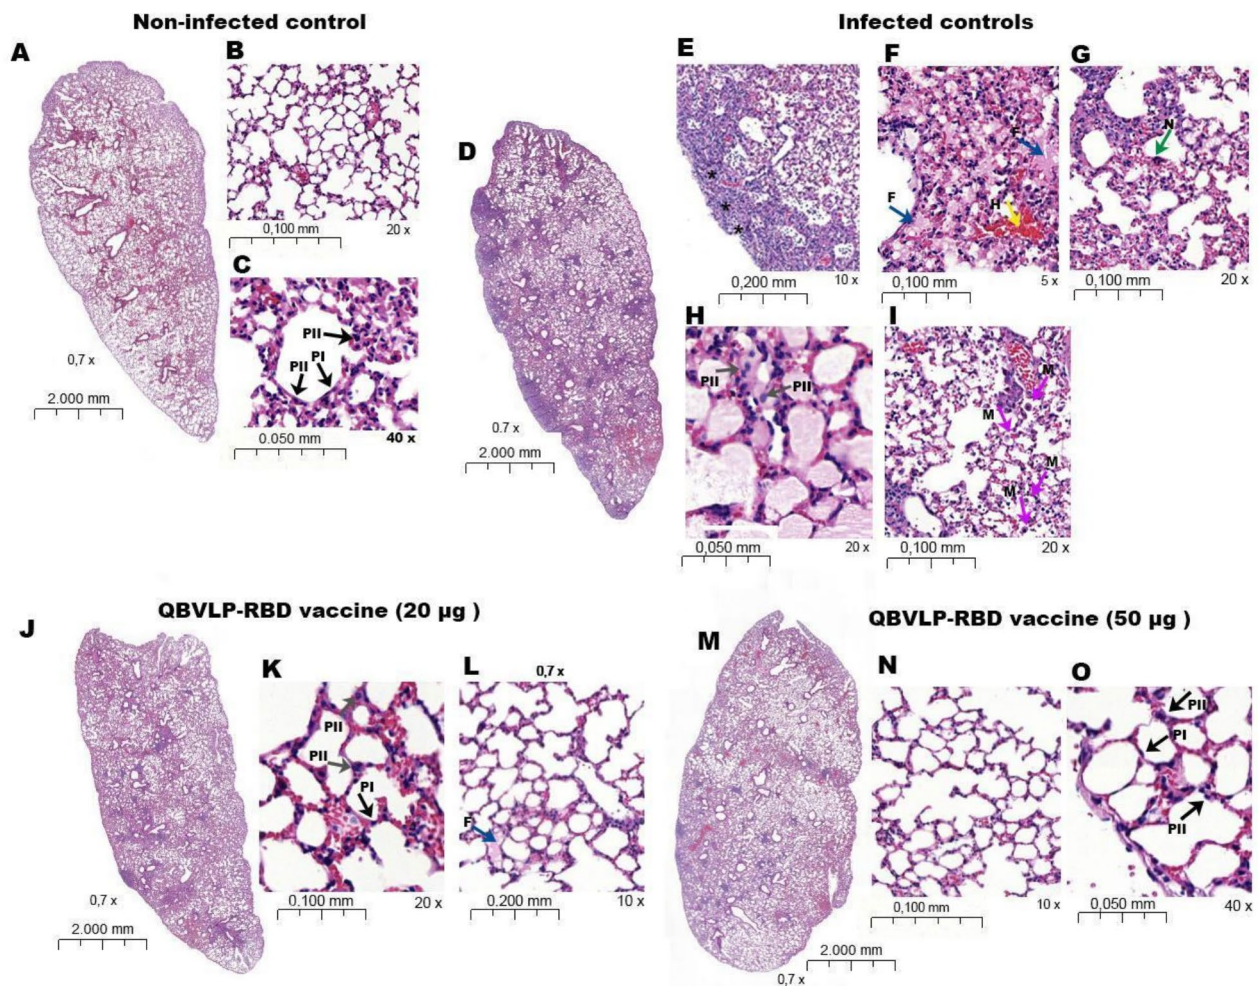 Non-infected control
Infected controls
A
B
0,100 mm
20 x
C
PII
PI
PII
0.050 mm
40 x
0,7 x
2.000 mm
D
0.7 x
2.000 mm
E
*
*
*
0,200 mm
10 x
F
F
F
H
0,100 mm
5 x
G
N
0,100 mm
20 x
H
PII
PII
0,050 mm
20 x
I
M
M
M
M
0,100 mm
20 x
QBVLP-RBD vaccine (20 µg )
J
0,7 x
2.000 mm
K
PII
PII
PI
0.100 mm
20 x
L
0,7 x
F
0.200 mm
10 x
QBVLP-RBD vaccine (50 µg )
M
2.000 mm
0,7 x
N
0,100 mm
10 x
O
PII
PI
PII
0,050 mm
40 x